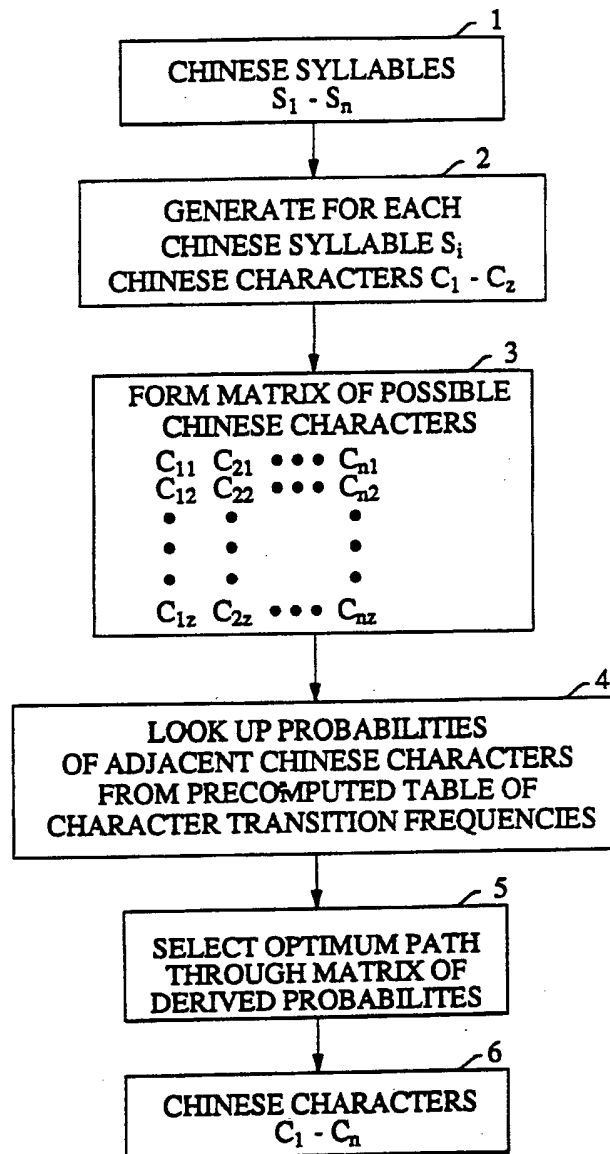 1
CHINESE SYLLABLES
S₁ - Sₙ
2
GENERATE FOR EACH
CHINESE SYLLABLE Sᵢ
CHINESE CHARACTERS C₁ - C_z
3
FORM MATRIX OF POSSIBLE
CHINESE CHARACTERS
C₁₁ C₂₁ ● ● ● Cₙ₁
C₁₂ C₂₂ ● ● ● Cₙ₂
● ● ●
● ● ●
● ● ●
C₁z C₂z ● ● ● Cₙz
4
LOOK UP PROBABILITIES
OF ADJACENT CHINESE CHARACTERS
FROM PRECOMPUTED TABLE OF
CHARACTER TRANSITION FREQUENCIES
5
SELECT OPTIMUM PATH
THROUGH MATRIX OF
DERIVED PROBABILITES
6
CHINESE CHARACTERS
C₁ - Cₙ